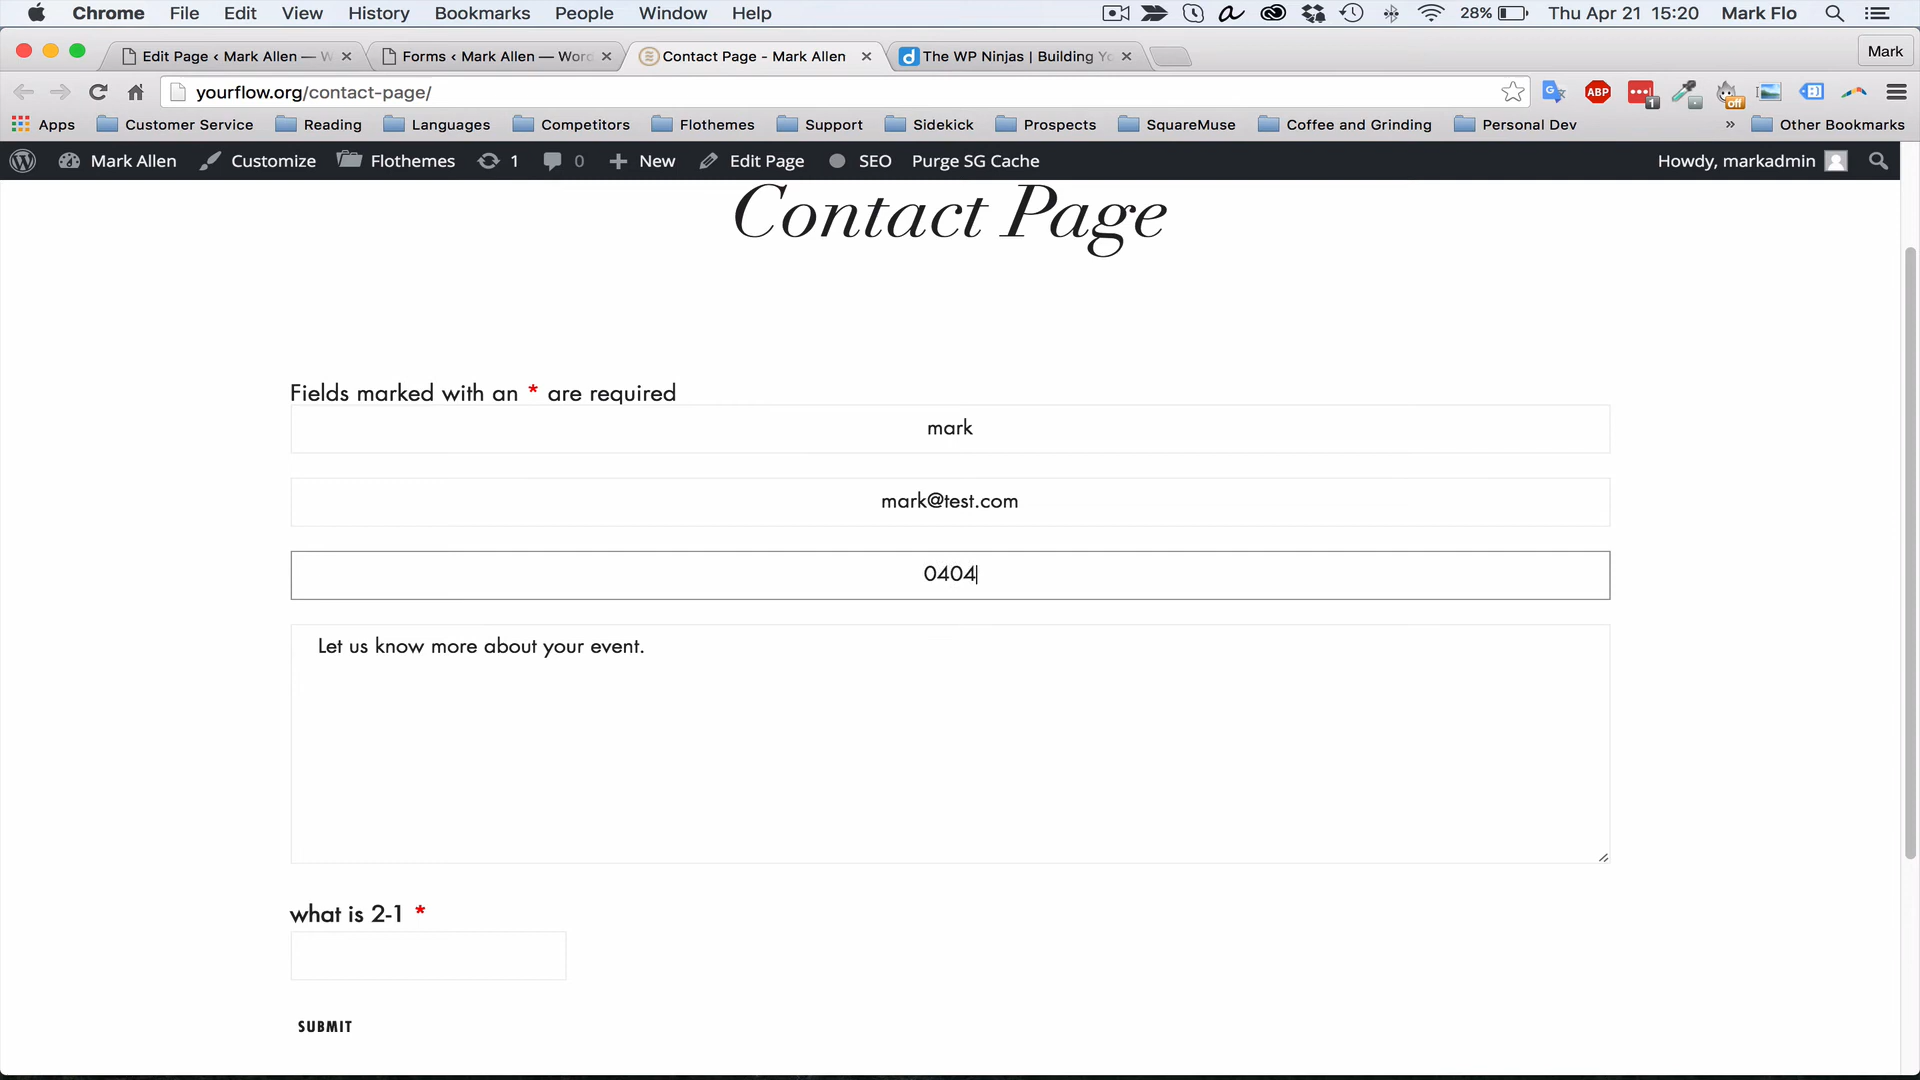 Chrome File Edit View History Bookmarks People Window Help 28% Thu Apr 21 15:20 Mark Flo
Edit Page ‹ Mark Allen — W Forms ‹ Mark Allen — Word Contact Page - Mark Allen The WP Ninjas | Building Yo Mark
yourflow.org/contact-page/ ABP 1 off
Apps Customer Service Reading Languages Competitors Flothemes Support Sidekick Prospects SquareMuse Coffee and Grinding Personal Dev » Other Bookmarks
Mark Allen Customize Flothemes 1 0 New Edit Page SEO Purge SG Cache Howdy, markadmin
Contact Page
Fields marked with an * are required
mark
mark@test.com
0404
Let us know more about your event.
what is 2-1 *
SUBMIT